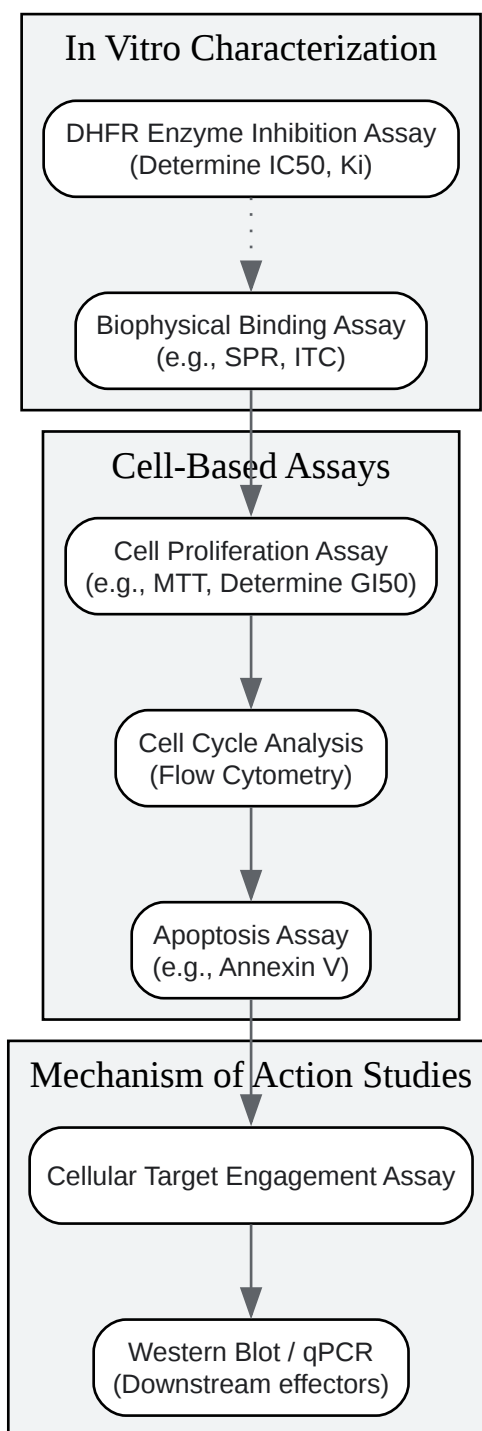 In Vitro Characterization
DHFR Enzyme Inhibition Assay
(Determine IC50, Ki)
Biophysical Binding Assay
(e.g., SPR, ITC)
Cell-Based Assays
Cell Proliferation Assay
(e.g., MTT, Determine GI50)
Cell Cycle Analysis
(Flow Cytometry)
Apoptosis Assay
(e.g., Annexin V)
Mechanism of Action Studies
Cellular Target Engagement Assay
Western Blot / qPCR
(Downstream effectors)